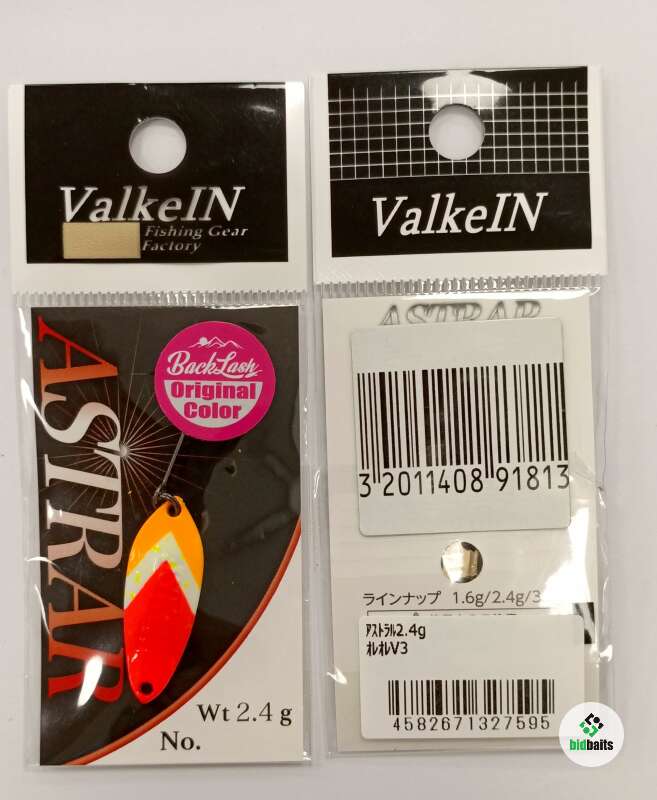 ValkeIN
Fishing Gear
Factory
ASTRAR
BackLash
Original
Color
Wt 2.4 g
No.
ValkeIN
ASTRAR
3 2011408 91813
ラインナップ 1.6g/2.4g/3
ｱｽﾄﾗﾙ2.4g
ｵﾚｵﾚV3
4582671327595
bidbaits